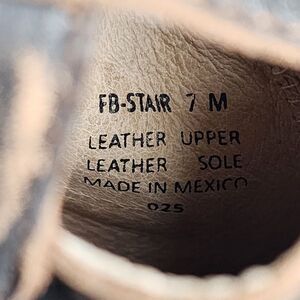 FB-STAIR 7 M
LEATHER UPPER
LEATHER SOLE
MADE IN MEXICO
025